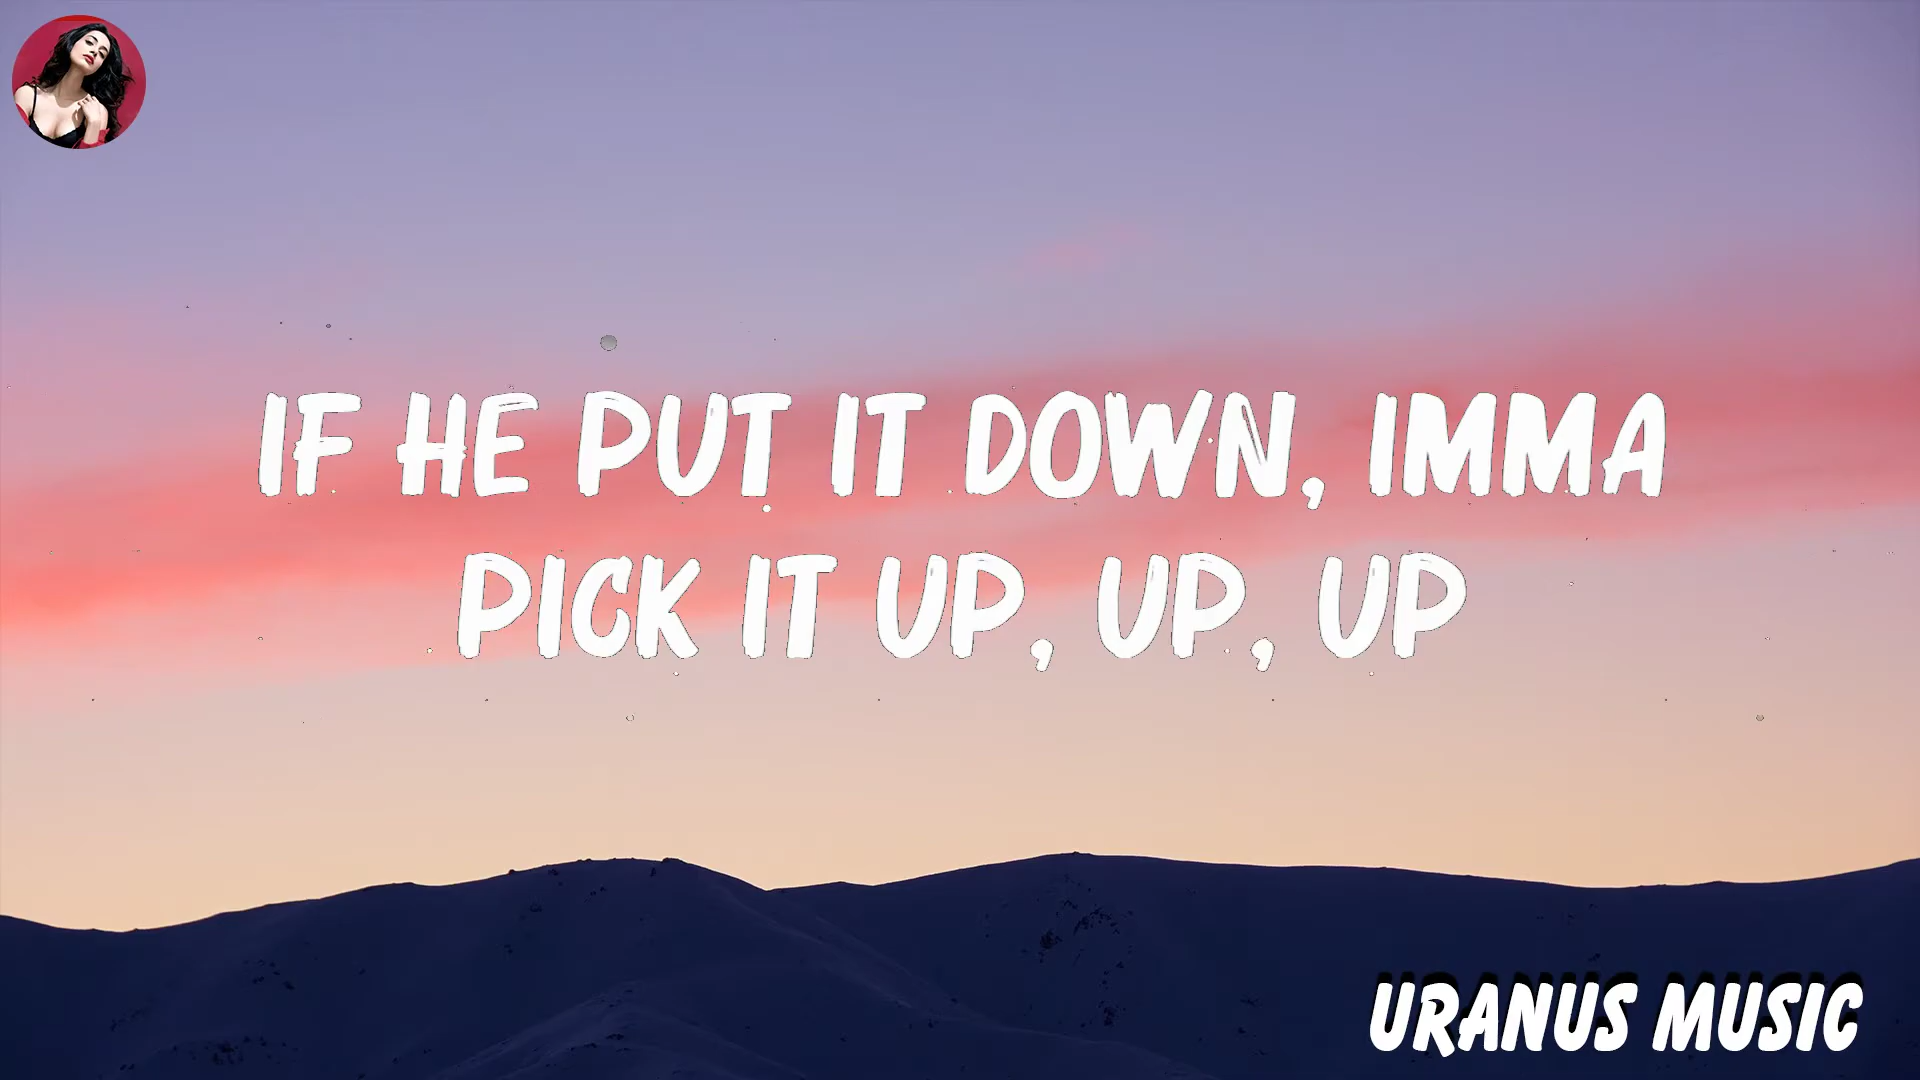 IF HE PUT IT DOWN, IMMA
PICK IT UP, UP, UP
URANUS MUSIC